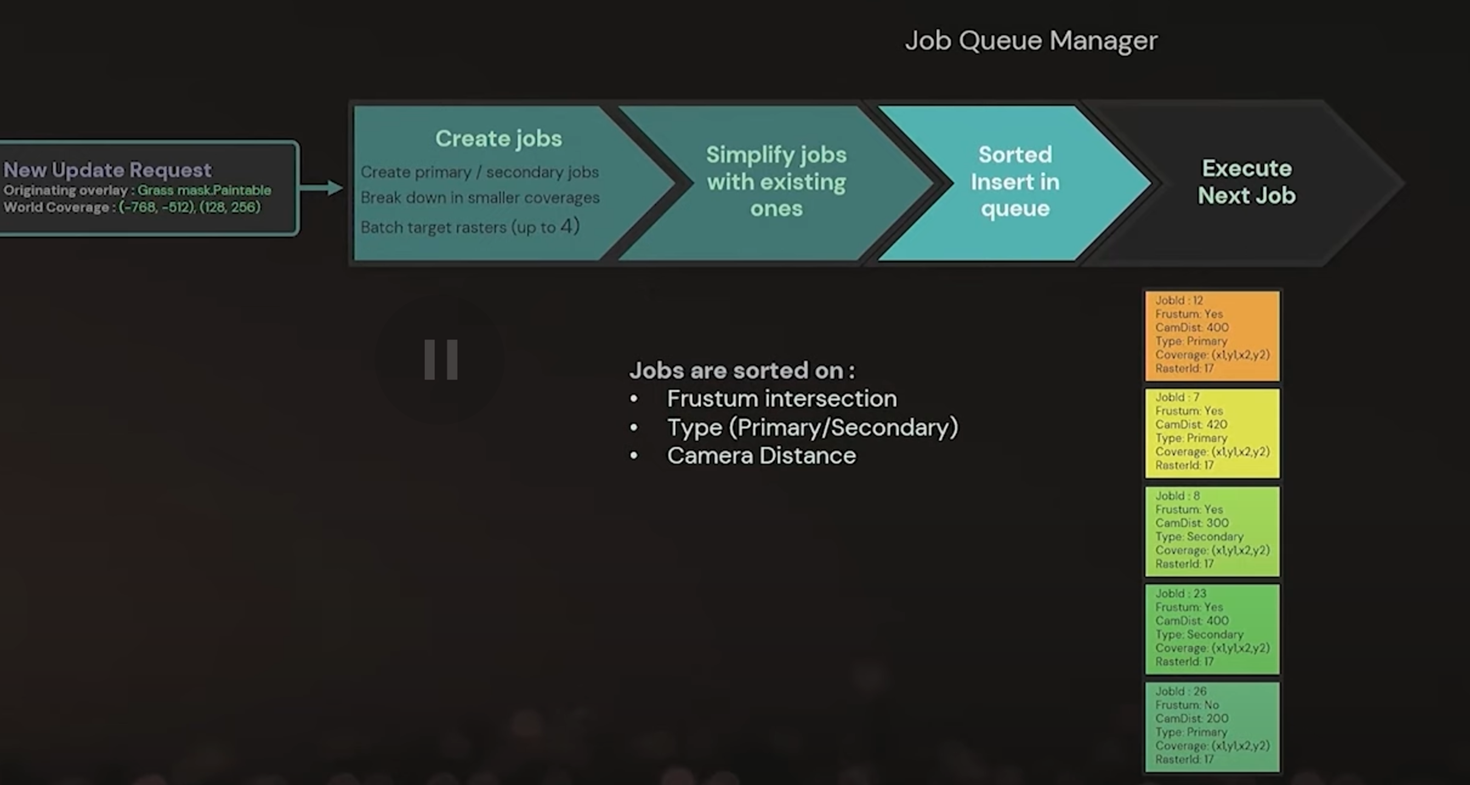 Job Queue Manager
New Update Request
Originating overlay : Grass mask.Paintable
World Coverage : (-768, -512), (128, 256)
Create jobs
Create primary / secondary jobs
Break down in smaller coverages
Batch target rasters (up to 4)
Simplify jobs
with existing
ones
Sorted
Insert in
queue
Execute
Next Job
Jobs are sorted on :
• Frustum intersection
• Type (Primary/Secondary)
• Camera Distance
JobId : 12
Frustum: Yes
CamDist: 400
Type: Primary
Coverage: (x1,y1,x2,y2)
RasterId: 17
JobId : 7
Frustum: Yes
CamDist: 420
Type: Primary
Coverage: (x1,y1,x2,y2)
RasterId: 17
JobId : 8
Frustum: Yes
CamDist: 300
Type: Secondary
Coverage: (x1,y1,x2,y2)
RasterId: 17
JobId : 23
Frustum: Yes
CamDist: 400
Type: Secondary
Coverage: (x1,y1,x2,y2)
RasterId: 17
JobId : 26
Frustum: No
CamDist: 200
Type: Primary
Coverage: (x1,y1,x2,y2)
RasterId: 17